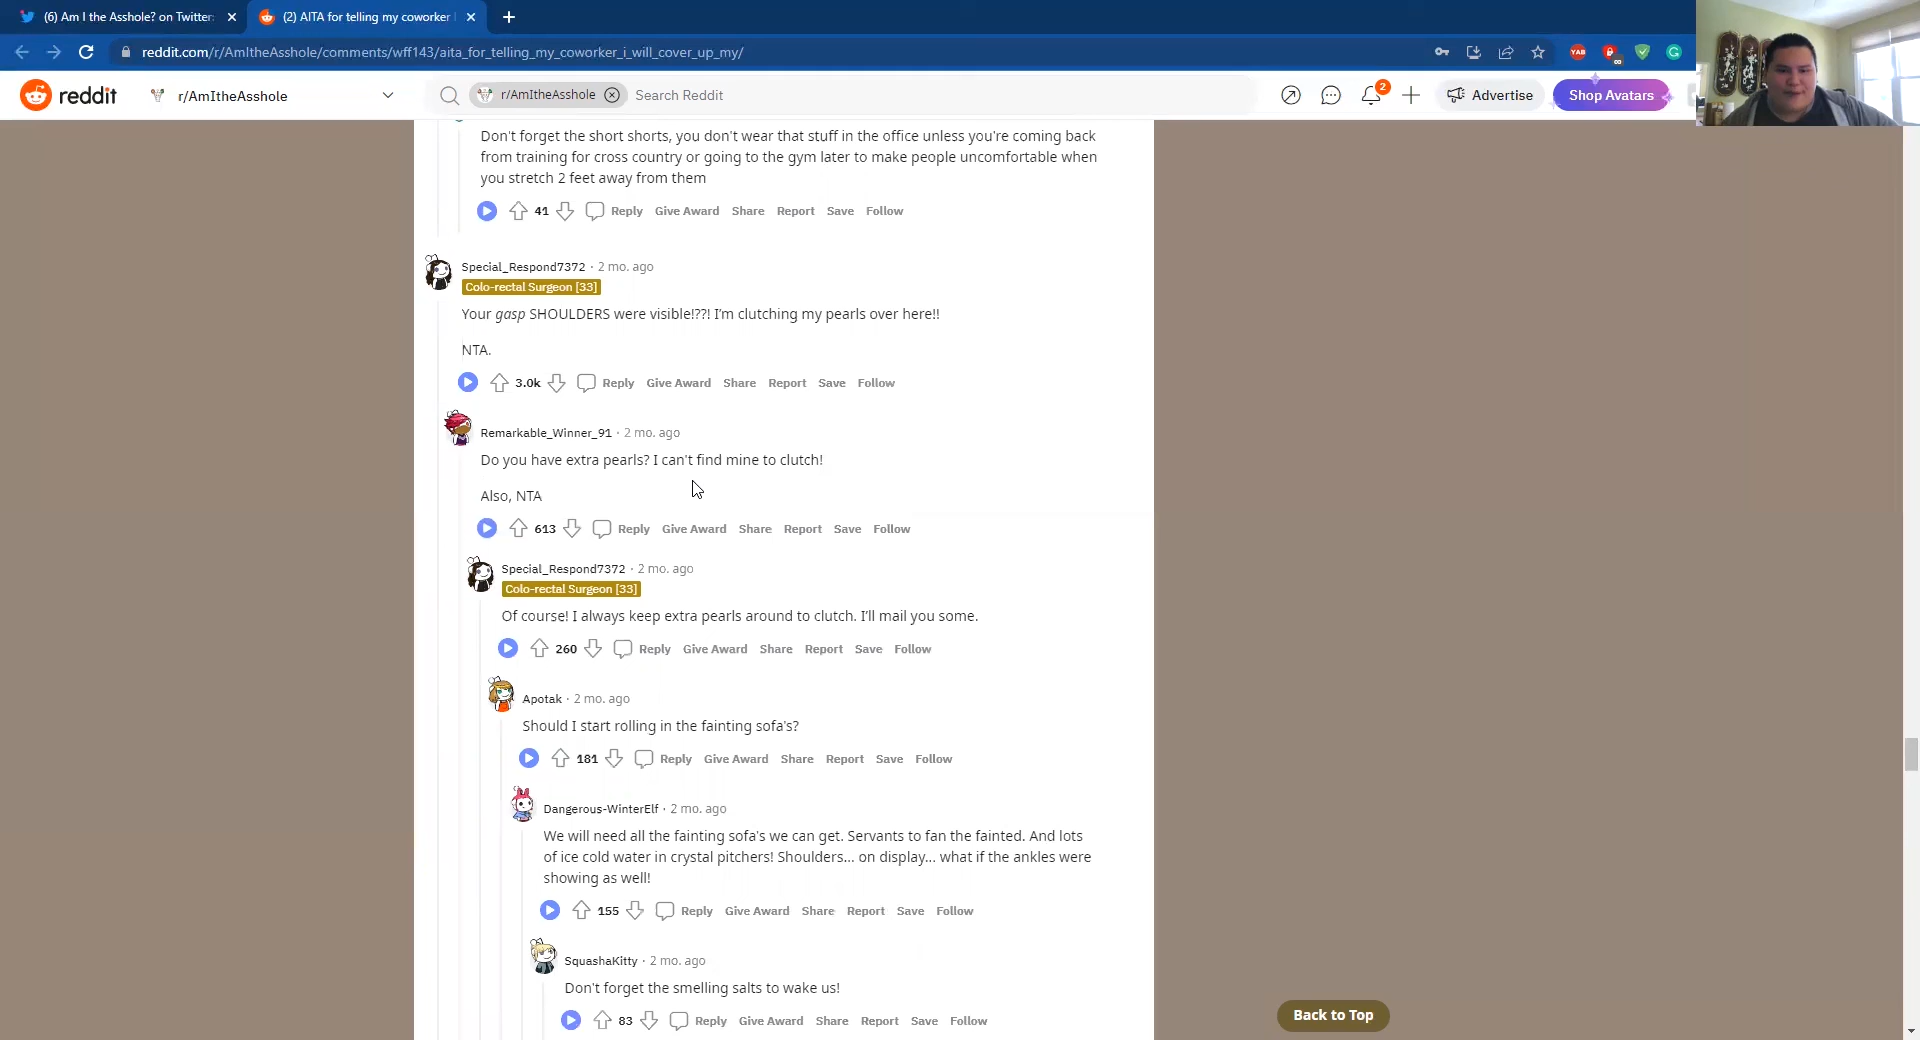 (6) Am I the Asshole? on Twitter:
(2) AITA for telling my coworker I
reddit.com/r/AmItheAsshole/comments/wff143/aita_for_telling_my_coworker_i_will_cover_up_my/
YAB
reddit
r/AmItheAsshole
r/AmItheAsshole
Search Reddit
2
Advertise
Shop Avatars
Don't forget the short shorts, you don't wear that stuff in the office unless you're coming back
from training for cross country or going to the gym later to make people uncomfortable when
you stretch 2 feet away from them
41 Reply Give Award Share Report Save Follow
Special_Respond7372 · 2 mo. ago
Colo-rectal Surgeon [33]
Your gasp SHOULDERS were visible!??! I'm clutching my pearls over here!!
NTA.
3.0k Reply Give Award Share Report Save Follow
Remarkable_Winner_91 · 2 mo. ago
Do you have extra pearls? I can't find mine to clutch!
Also, NTA
613 Reply Give Award Share Report Save Follow
Special_Respond7372 · 2 mo. ago
Colo-rectal Surgeon [33]
Of course! I always keep extra pearls around to clutch. I'll mail you some.
260 Reply Give Award Share Report Save Follow
Apotak · 2 mo. ago
Should I start rolling in the fainting sofa's?
181 Reply Give Award Share Report Save Follow
Dangerous-WinterElf · 2 mo. ago
We will need all the fainting sofa's we can get. Servants to fan the fainted. And lots
of ice cold water in crystal pitchers! Shoulders... on display... what if the ankles were
showing as well!
155 Reply Give Award Share Report Save Follow
SquashaKitty · 2 mo. ago
Don't forget the smelling salts to wake us!
83 Reply Give Award Share Report Save Follow
Back to Top